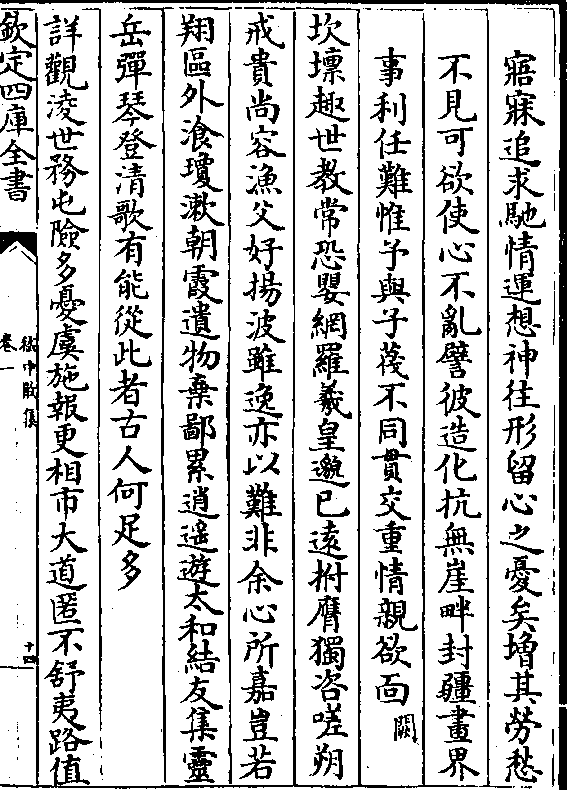 寤寐追求馳情運想神往形留心之憂矣増其勞愁
不見可欲使心不亂譬彼造化抗無崖畔封疆畫界
事利任難惟予與子蔑不同貫交重情親欲面闕
坎壈趣世教常恐嬰網羅羲皇邈已遠拊膺獨咨嗟朔
戒貴尚容漁父好揚波雖逸亦以難非余心所嘉豈若
翔區外飡瓊漱朝霞遺物棄鄙累逍遥遊太和結友集靈
岳彈琴登清歌有能從此者古人何足多
詳觀淩世務屯險多憂虞施報更相市大道匿不舒夷路值
欽定四庫全書
嵇中散集
卷一
十四